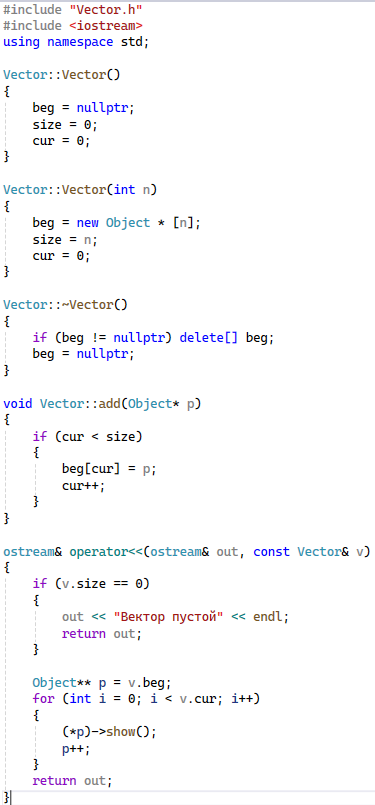 #include "Vector.h"
#include <iostream>
using namespace std;

Vector::Vector()
{
    beg = nullptr;
    size = 0;
    cur = 0;
}

Vector::Vector(int n)
{
    beg = new Object * [n];
    size = n;
    cur = 0;
}

Vector::~Vector()
{
    if (beg != nullptr) delete[] beg;
    beg = nullptr;
}

void Vector::add(Object* p)
{
    if (cur < size)
    {
        beg[cur] = p;
        cur++;
    }
}

ostream& operator<<(ostream& out, const Vector& v)
{
    if (v.size == 0)
    {
        out << "Вектор пустой" << endl;
        return out;
    }

    Object** p = v.beg;
    for (int i = 0; i < v.cur; i++)
    {
        (*p)->show();
        p++;
    }
    return out;
}